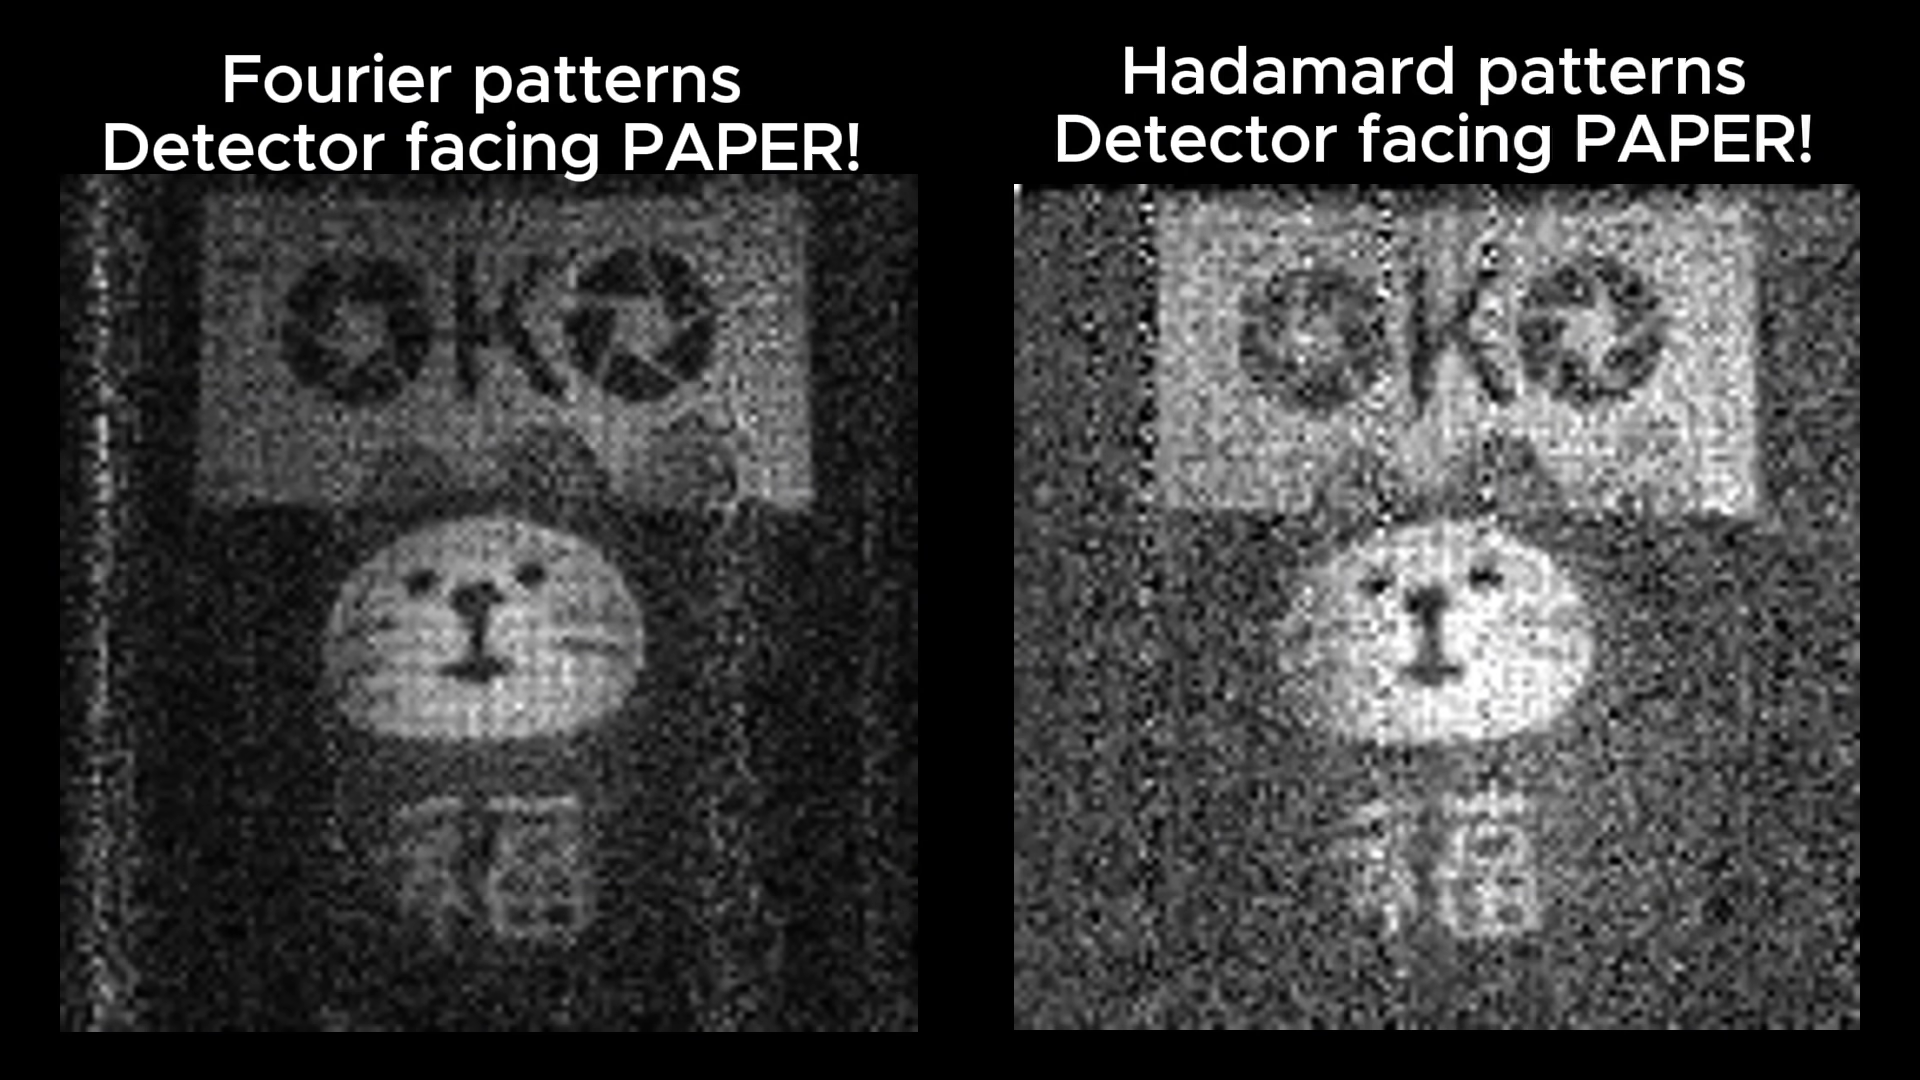 Fourier patterns
Detector facing PAPER!
Hadamard patterns
Detector facing PAPER!